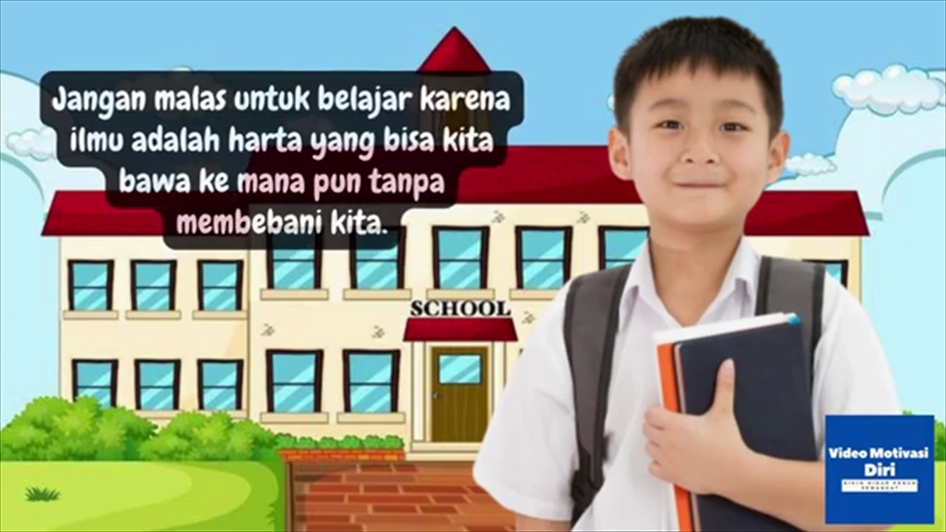 Jangan malas untuk belajar karena
ilmu adalah harta yang bisa kita
bawa ke mana pun tanpa
membebani kita.
SCHOOL
Video Motivasi
Diri